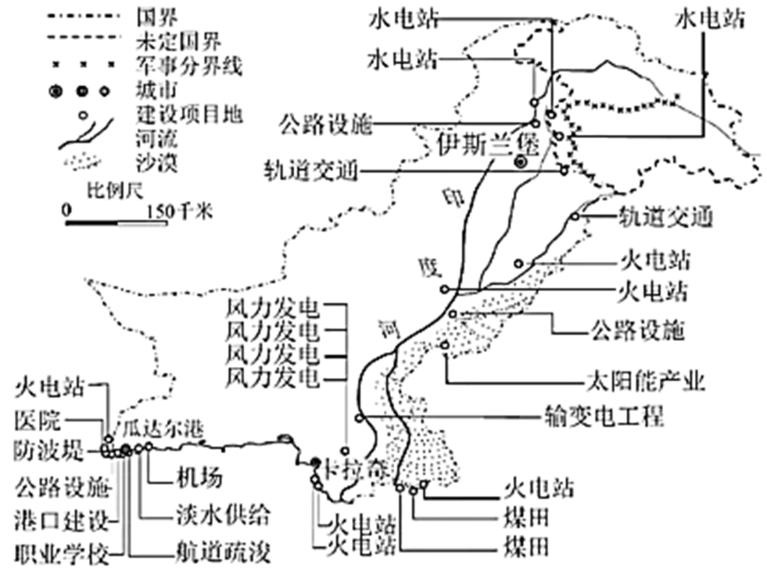 国界
未定国界
军事分界线
城市
建设项目地
河流
沙漠
比例尺
0 150千米
水电站
水电站
水电站
公路设施
伊斯兰堡
轨道交通
印
度
河
轨道交通
火电站
火电站
公路设施
太阳能产业
输变电工程
风力发电
风力发电
风力发电
风力发电
火电站
医院
瓜达尔港
防波堤
公路设施
港口建设
职业学校
机场
淡水供给
航道疏浚
卡拉奇
火电站
火电站
火电站
煤田
煤田